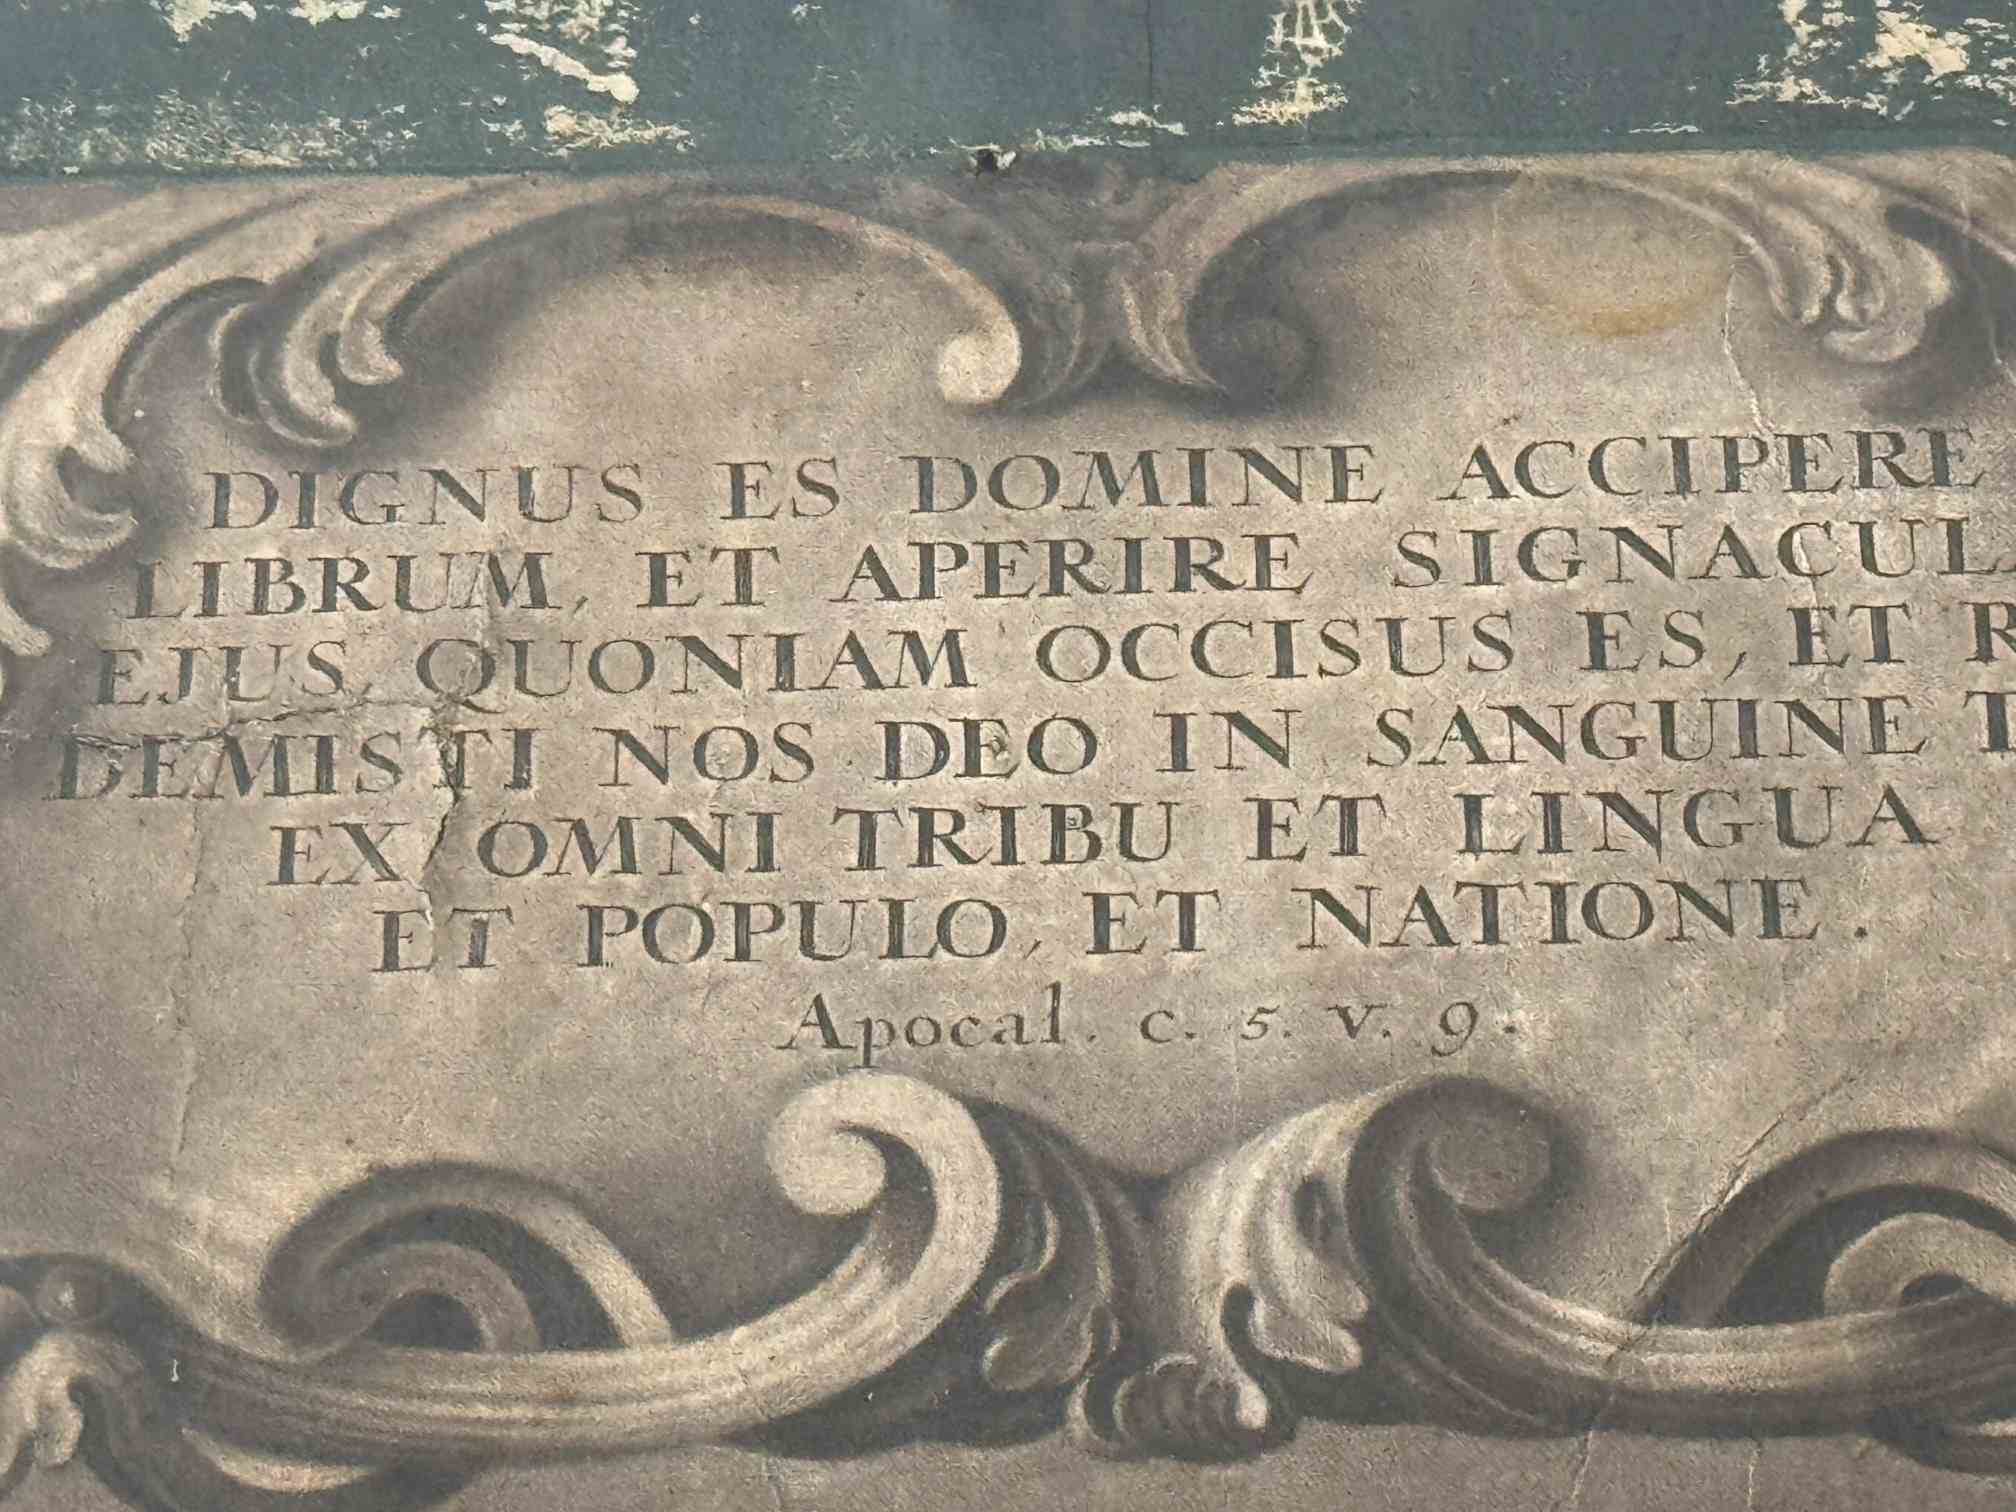 DIGNUS ES DOMINE ACCIPERE
LIBRUM, ET APERIRE SIGNACUL
EJUS, QUONIAM OCCISUS ES, ET R
DEMISTI NOS DEO IN SANGUINE T
EX OMNI TRIBU ET LINGUA
ET POPULO, ET NATIONE.
Apocal. c. 5. v. 9.